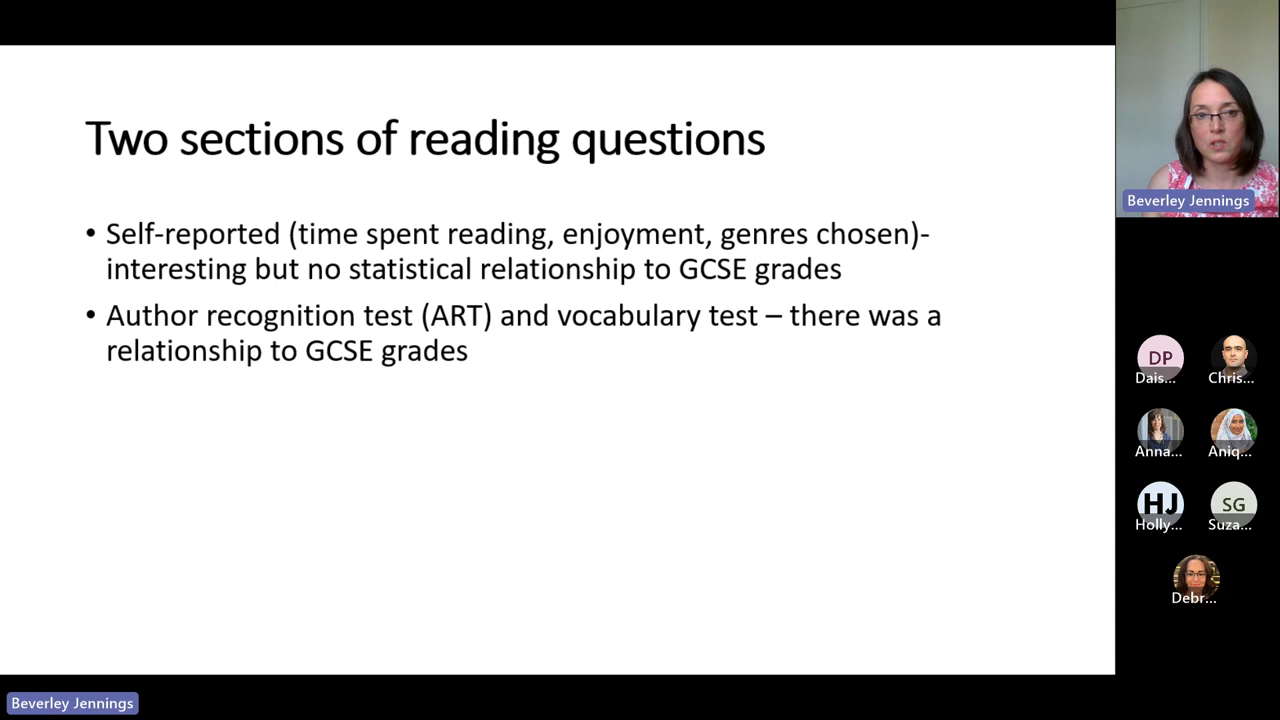 Two sections of reading questions
• Self-reported (time spent reading, enjoyment, genres chosen)-
interesting but no statistical relationship to GCSE grades
• Author recognition test (ART) and vocabulary test – there was a
relationship to GCSE grades
Beverley Jennings
DP
Dais...
Chris...
Anna...
Aniq...
HJ
Holly...
SG
Suza...
Debr...
Beverley Jennings